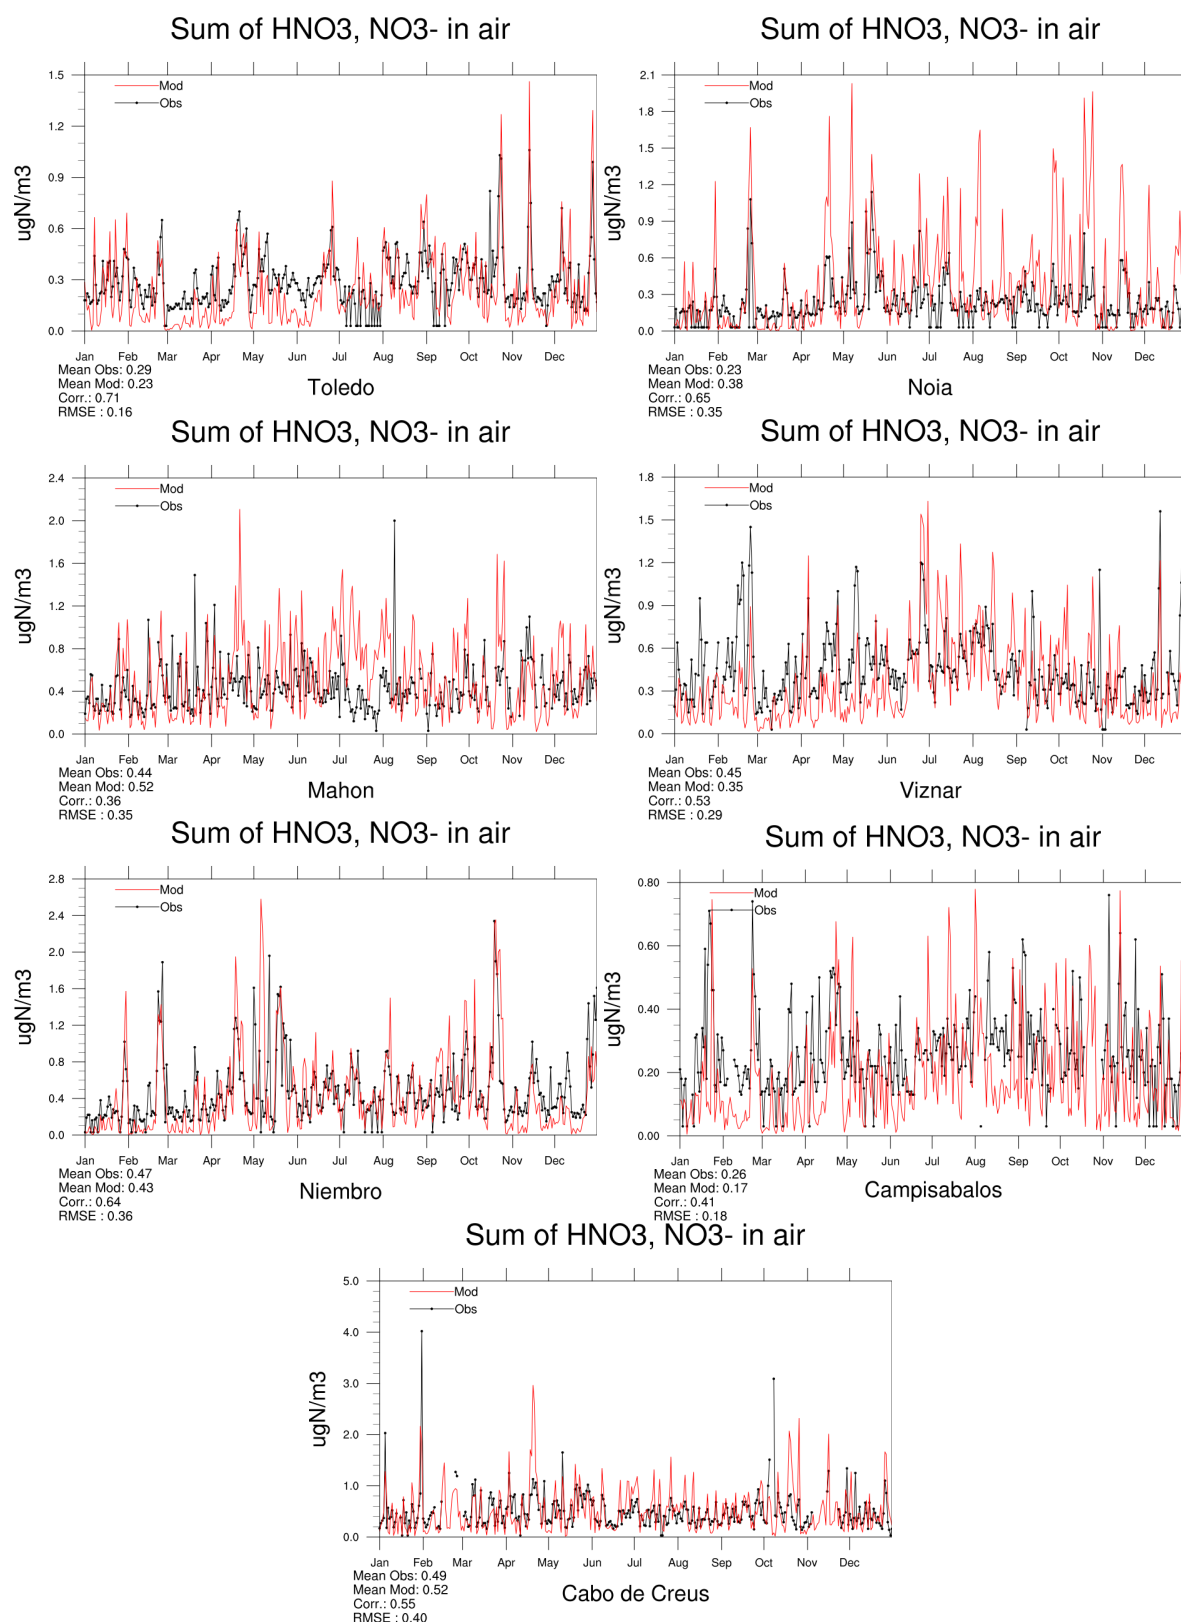 Sum of HNO3, NO3- in air
1.5
1.2
0.9
0.6
0.3
0.0
ugN/m3
Mod
Obs
Jan Feb Mar Apr May Jun Jul Aug Sep Oct Nov Dec
Mean Obs: 0.29
Mean Mod: 0.23
Corr.: 0.71
RMSE : 0.16
Toledo
Sum of HNO3, NO3- in air
2.1
1.8
1.5
1.2
0.9
0.6
0.3
0.0
ugN/m3
Mod
Obs
Jan Feb Mar Apr May Jun Jul Aug Sep Oct Nov Dec
Mean Obs: 0.23
Mean Mod: 0.38
Corr.: 0.65
RMSE : 0.35
Noia
Sum of HNO3, NO3- in air
2.4
2.0
1.6
1.2
0.8
0.4
0.0
ugN/m3
Mod
Obs
Jan Feb Mar Apr May Jun Jul Aug Sep Oct Nov Dec
Mean Obs: 0.44
Mean Mod: 0.52
Corr.: 0.36
RMSE : 0.35
Mahon
Sum of HNO3, NO3- in air
1.8
1.5
1.2
0.9
0.6
0.3
0.0
ugN/m3
Mod
Obs
Jan Feb Mar Apr May Jun Jul Aug Sep Oct Nov Dec
Mean Obs: 0.45
Mean Mod: 0.35
Corr.: 0.53
RMSE : 0.29
Viznar
Sum of HNO3, NO3- in air
2.8
2.4
2.0
1.6
1.2
0.8
0.4
0.0
ugN/m3
Mod
Obs
Jan Feb Mar Apr May Jun Jul Aug Sep Oct Nov Dec
Mean Obs: 0.47
Mean Mod: 0.43
Corr.: 0.64
RMSE : 0.36
Niembro
Sum of HNO3, NO3- in air
0.80
0.60
0.40
0.20
0.00
ugN/m3
Mod
Obs
Jan Feb Mar Apr May Jun Jul Aug Sep Oct Nov Dec
Mean Obs: 0.26
Mean Mod: 0.17
Corr.: 0.41
RMSE : 0.18
Campisabalos
Sum of HNO3, NO3- in air
5.0
4.0
3.0
2.0
1.0
0.0
ugN/m3
Mod
Obs
Jan Feb Mar Apr May Jun Jul Aug Sep Oct Nov Dec
Mean Obs: 0.49
Mean Mod: 0.52
Corr.: 0.55
RMSE : 0.40
Cabo de Creus